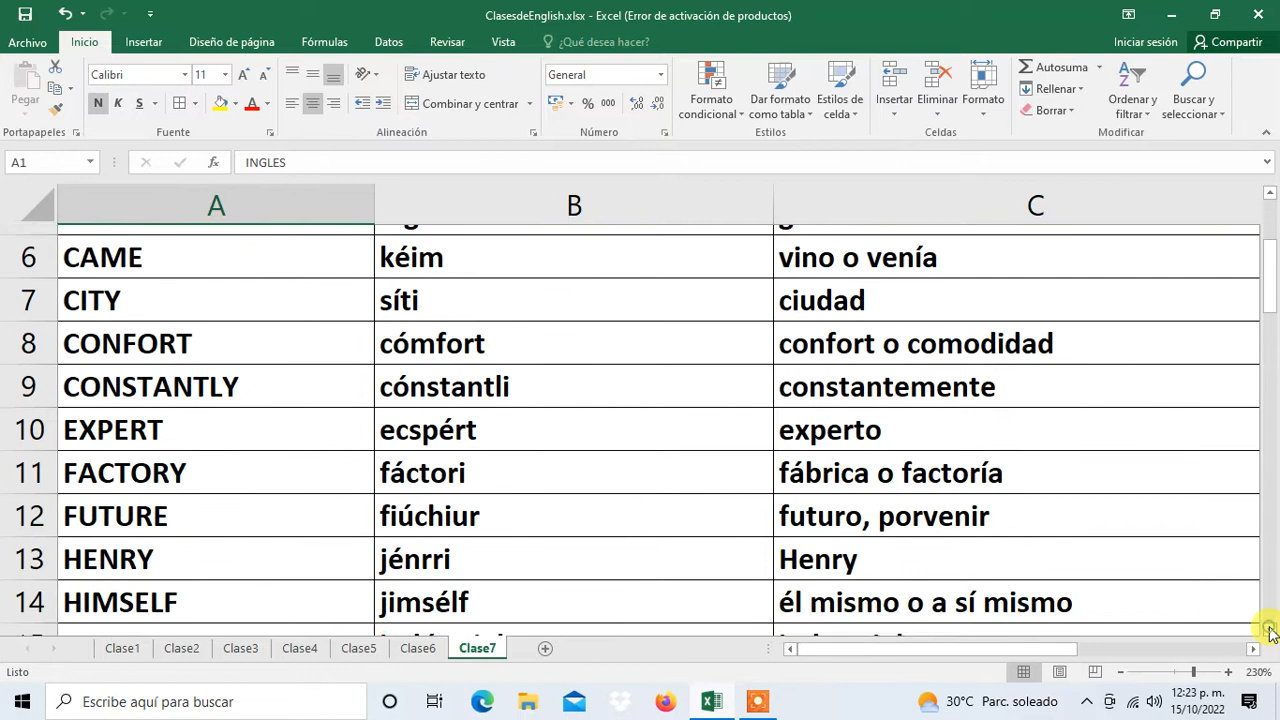 ClasesdeEnglish.xlsx - Excel (Error de activación de productos)
Archivo Inicio Insertar Diseño de página Fórmulas Datos Revisar Vista ¿Qué desea hacer? Iniciar sesión Compartir
Pegar
Calibri 11
N K S
Ajustar texto
Combinar y centrar
General
% 000
Formato condicional
Dar formato como tabla
Estilos de celda
Insertar Eliminar Formato
Autosuma
Rellenar
Borrar
Ordenar y filtrar
Buscar y seleccionar
Portapapeles Fuente Alineación Número Estilos Celdas Modificar
A1 fx INGLES
A B C
6 CAME kéim vino o venía
7 CITY síti ciudad
8 CONFORT cómfort confort o comodidad
9 CONSTANTLY cónstantli constantemente
10 EXPERT ecspért experto
11 FACTORY fáctori fábrica o factoría
12 FUTURE fiúchiur futuro, porvenir
13 HENRY jénrri Henry
14 HIMSELF jimsélf él mismo o a sí mismo
Clase1 Clase2 Clase3 Clase4 Clase5 Clase6 Clase7
Listo 230%
Escribe aquí para buscar
30°C Parc. soleado
12:23 p. m.
15/10/2022